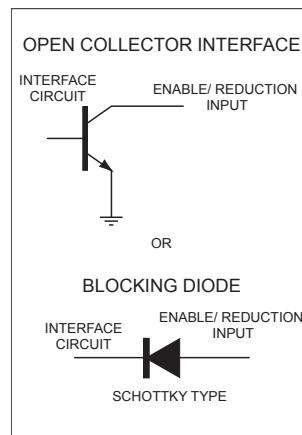 OPEN COLLECTOR INTERFACE
INTERFACE
CIRCUIT
ENABLE/ REDUCTION
INPUT
OR
BLOCKING DIODE
INTERFACE
CIRCUIT
ENABLE/ REDUCTION
INPUT
SCHOTTKY TYPE